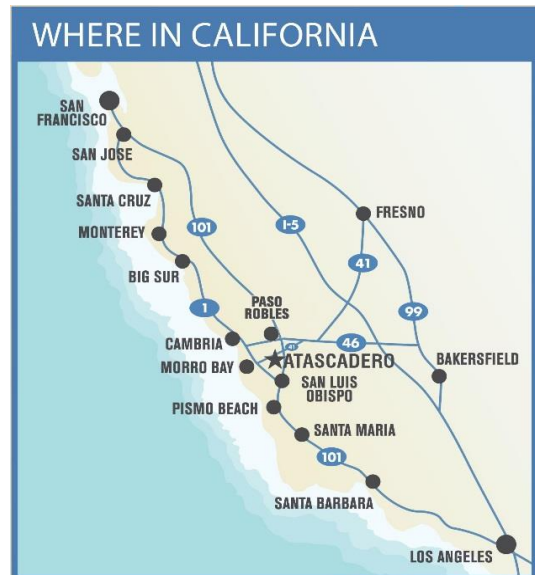 WHERE IN CALIFORNIA
SAN
FRANCISCO
SAN JOSE
SANTA CRUZ
MONTEREY
BIG SUR
101
I-5
FRESNO
41
1
PASO
ROBLES
99
CAMBRIA
46
41
ATASCADERO
MORRO BAY
BAKERSFIELD
SAN LUIS
OBISPO
PISMO BEACH
SANTA MARIA
101
SANTA BARBARA
LOS ANGELES